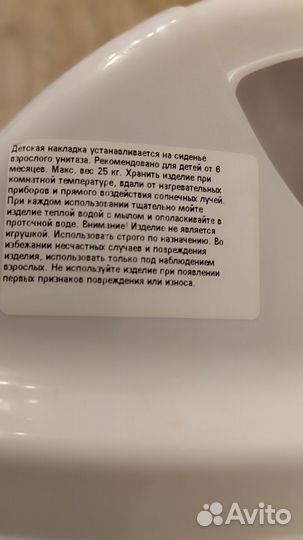 Детская накладка устанавливается на сиденье
взрослого унитаза. Рекомендовано для детей от 6
месяцев. Макс. вес 25 кг. Хранить изделие при
комнатной температуре, вдали от нагревательных
приборов и прямого воздействия солнечных лучей.
При каждом использовании тщательно мойте
изделие теплой водой с мылом и ополаскивайте в
проточной воде. Внимание! Изделие не является
игрушкой. Использовать строго по назначению. Во
избежании несчастных случаев и повреждения
изделия, использовать только под наблюдением
взрослых. Не используйте изделие при появлении
первых признаков повреждения или износа.
Avito